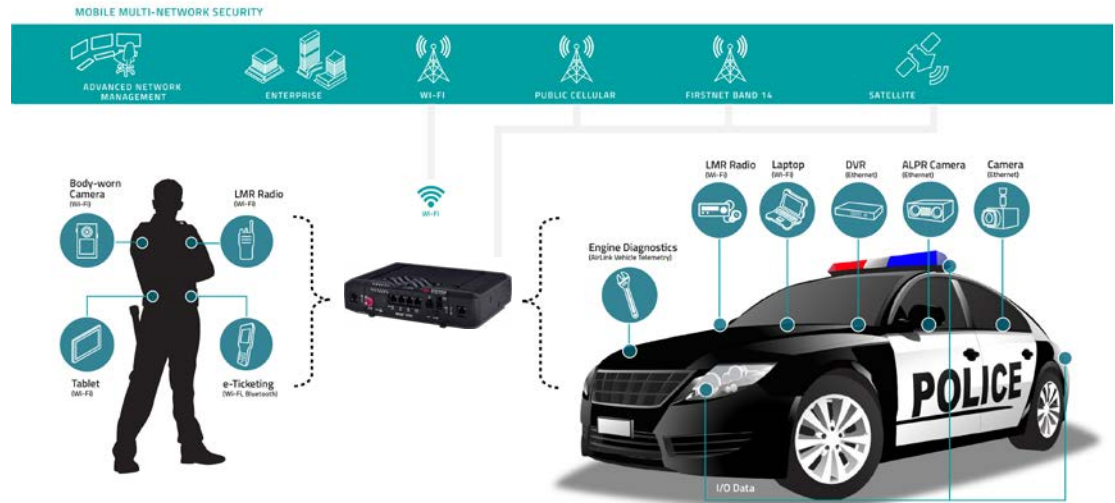 MOBILE MULTI-NETWORK SECURITY
ADVANCED NETWORK
MANAGEMENT
ENTERPRISE
WI-FI
PUBLIC CELLULAR
FIRSTNET BAND 14
SATELLITE
Body-worn
Camera
(Wi-Fi)
LMR Radio
(Wi-Fi)
Tablet
(Wi-Fi)
e-Ticketing
(Wi-Fi, Bluetooth)
Wi-Fi
Engine Diagnostics
(AirLink Vehicle Telemetry)
LMR Radio
(Wi-Fi)
Laptop
(Wi-Fi)
DVR
(Ethernet)
ALPR Camera
(Ethernet)
Camera
(Ethernet)
POLICE
I/O Data